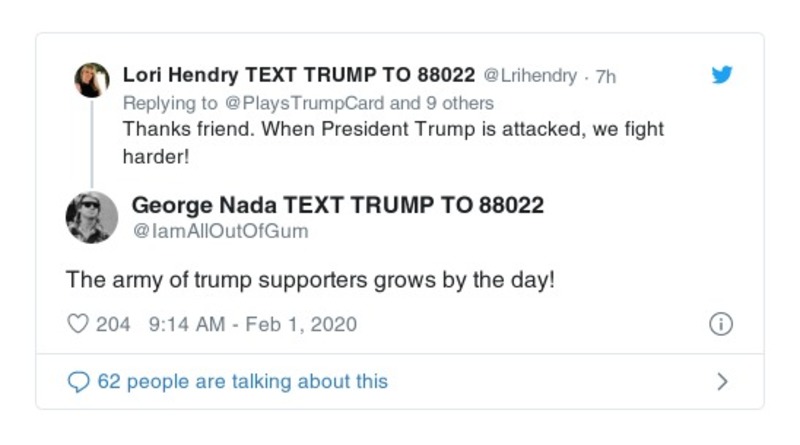 Lori Hendry TEXT TRUMP TO 88022 @Lrihendry · 7h
Replying to @PlaysTrumpCard and 9 others
Thanks friend. When President Trump is attacked, we fight
harder!
George Nada TEXT TRUMP TO 88022
@IamAllOutOfGum
The army of trump supporters grows by the day!
204 9:14 AM - Feb 1, 2020
62 people are talking about this